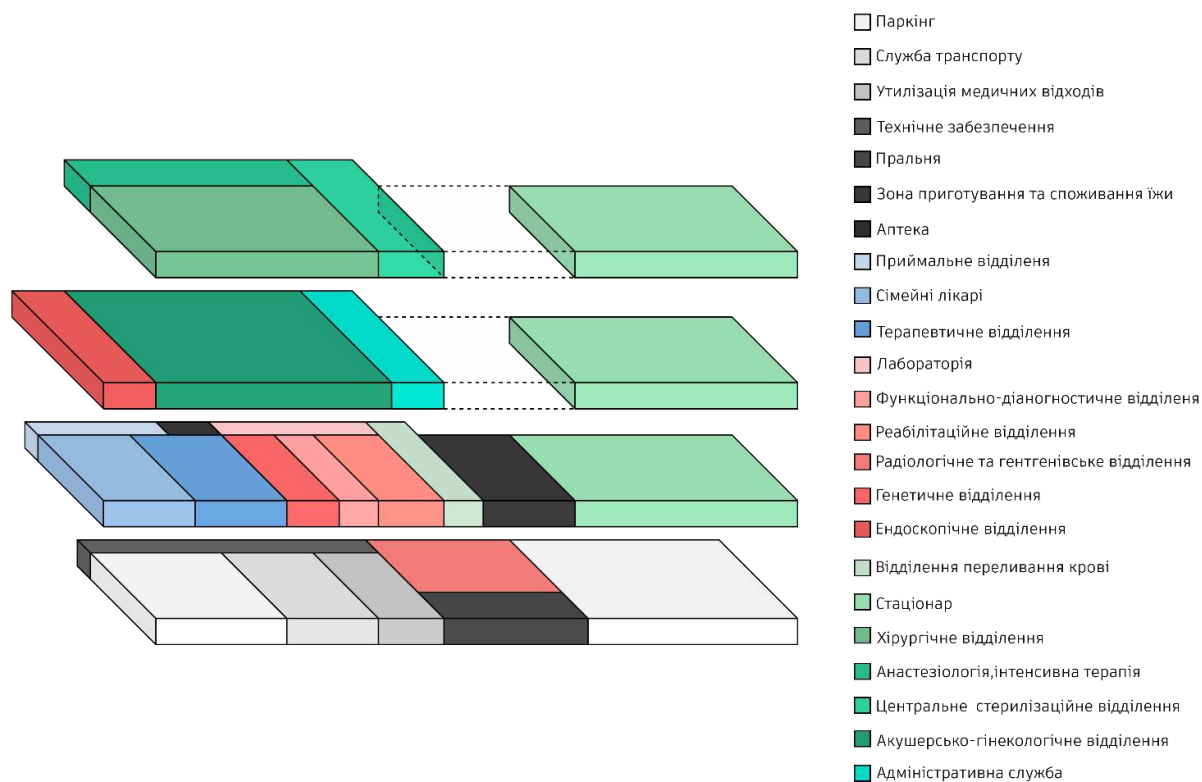 Паркінг
Служба транспорту
Утилізація медичних відходів
Технічне забезпечення
Пральня
Зона приготування та споживання їжи
Аптека
Приймальне відділеня
Сімейні лікарі
Терапевтичне відділення
Лабораторія
Функціонально-діаногностичне відділеня
Реабілітаційне відділення
Радіологічне та гентгенівське відділення
Генетичне відділення
Ендоскопічне відділення
Відділення переливання крові
Стаціонар
Хірургічне відділення
Анастезіологія,інтенсивна терапія
Центральне стерилізаційне відділення
Акушерсько-гінекологічне відділення
Адміністративна служба